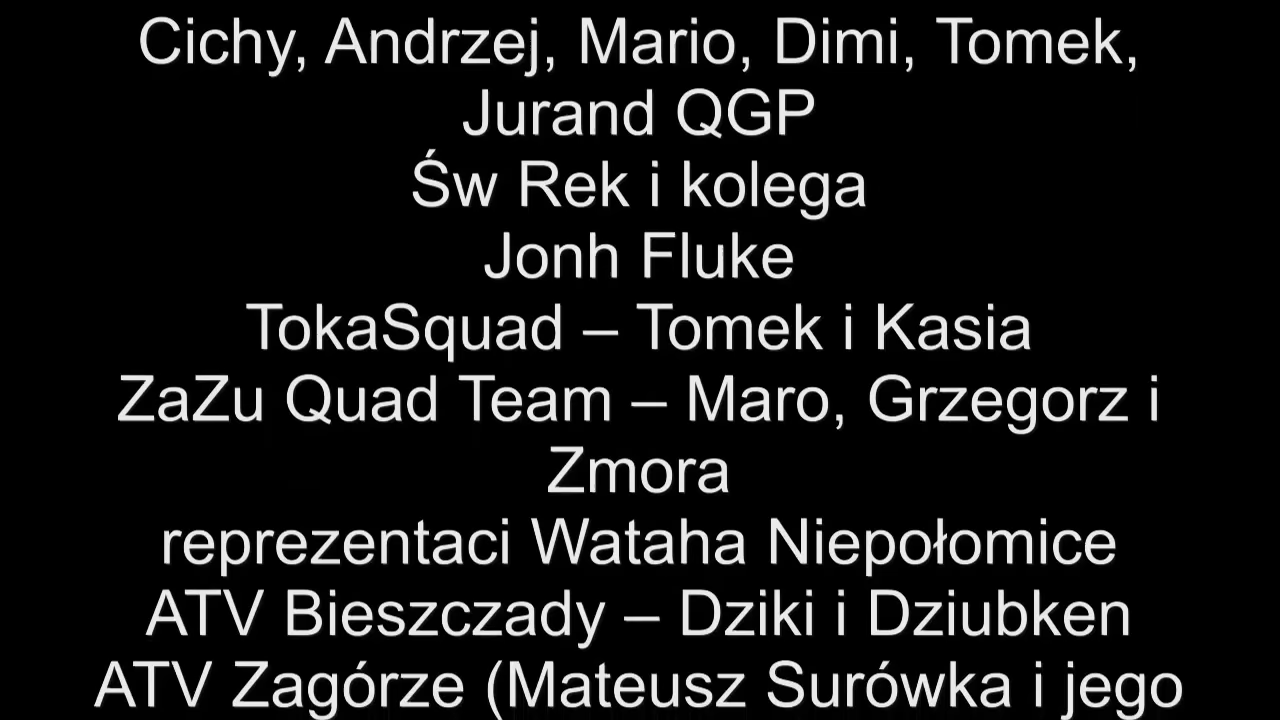 Cichy, Andrzej, Mario, Dimi, Tomek,
Jurand QGP
Św Rek i kolega
Jonh Fluke
TokaSquad – Tomek i Kasia
ZaZu Quad Team – Maro, Grzegorz i
Zmora
reprezentaci Wataha Niepołomice
ATV Bieszczady – Dziki i Dziubken
ATV Zagórze (Mateusz Surówka i jego